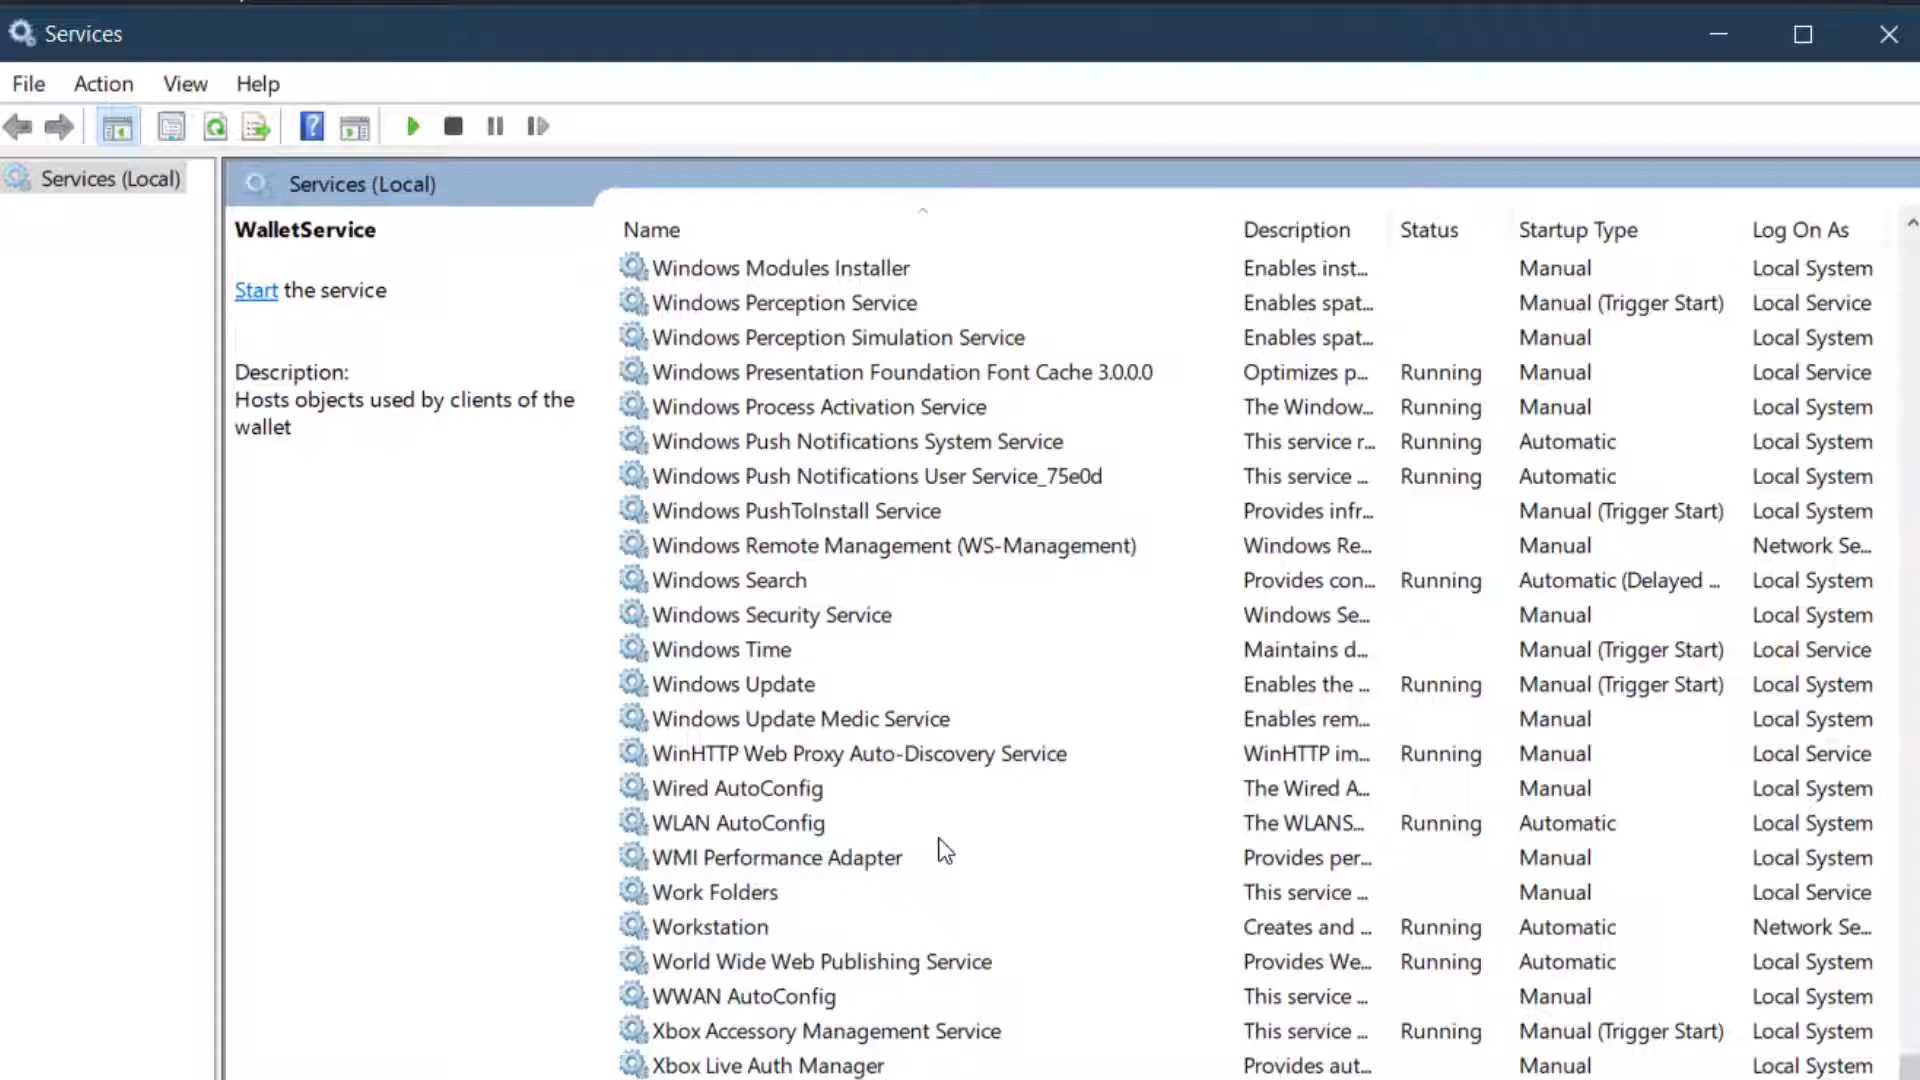 Services
File Action View Help
Services (Local)
Services (Local)
WalletService
Start the service
Description:
Hosts objects used by clients of the
wallet
Name Description Status Startup Type Log On As
Windows Modules Installer Enables inst... Manual Local System
Windows Perception Service Enables spat... Manual (Trigger Start) Local Service
Windows Perception Simulation Service Enables spat... Manual Local System
Windows Presentation Foundation Font Cache 3.0.0.0 Optimizes p... Running Manual Local Service
Windows Process Activation Service The Window... Running Manual Local System
Windows Push Notifications System Service This service r... Running Automatic Local System
Windows Push Notifications User Service_75e0d This service ... Running Automatic Local System
Windows PushToInstall Service Provides infr... Manual (Trigger Start) Local System
Windows Remote Management (WS-Management) Windows Re... Manual Network Se...
Windows Search Provides con... Running Automatic (Delayed ... Local System
Windows Security Service Windows Se... Manual Local System
Windows Time Maintains d... Manual (Trigger Start) Local Service
Windows Update Enables the ... Running Manual (Trigger Start) Local System
Windows Update Medic Service Enables rem... Manual Local System
WinHTTP Web Proxy Auto-Discovery Service WinHTTP im... Running Manual Local Service
Wired AutoConfig The Wired A... Manual Local System
WLAN AutoConfig The WLANS... Running Automatic Local System
WMI Performance Adapter Provides per... Manual Local System
Work Folders This service ... Manual Local Service
Workstation Creates and ... Running Automatic Network Se...
World Wide Web Publishing Service Provides We... Running Automatic Local System
WWAN AutoConfig This service ... Manual Local System
Xbox Accessory Management Service This service ... Running Manual (Trigger Start) Local System
Xbox Live Auth Manager Provides aut... Manual Local System